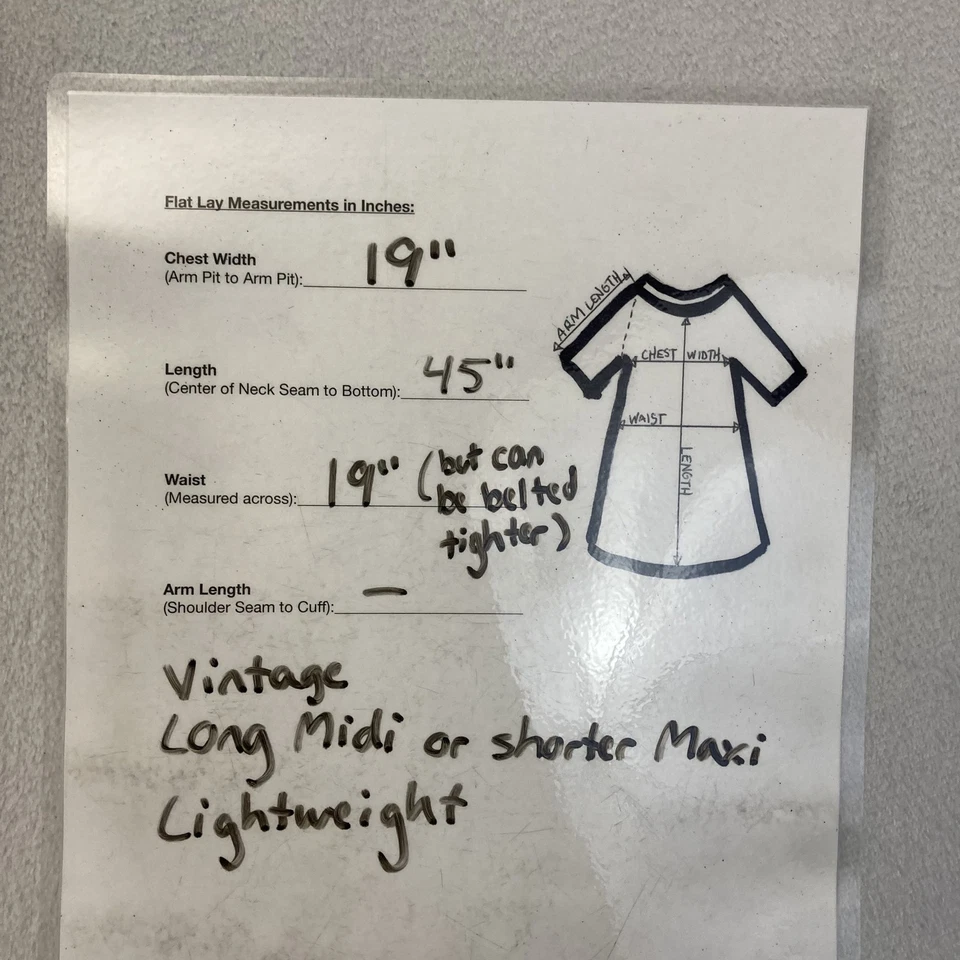 Flat Lay Measurements in Inches:
Chest Width
(Arm Pit to Arm Pit): 19"
Length
(Center of Neck Seam to Bottom): 45"
Waist
(Measured across): 19" (but can
be belted
tighter)
Arm Length
(Shoulder Seam to Cuff): —
ARM LENGTH
CHEST WIDTH
WAIST
LENGTH
Vintage
Long Midi or shorter Maxi
Lightweight